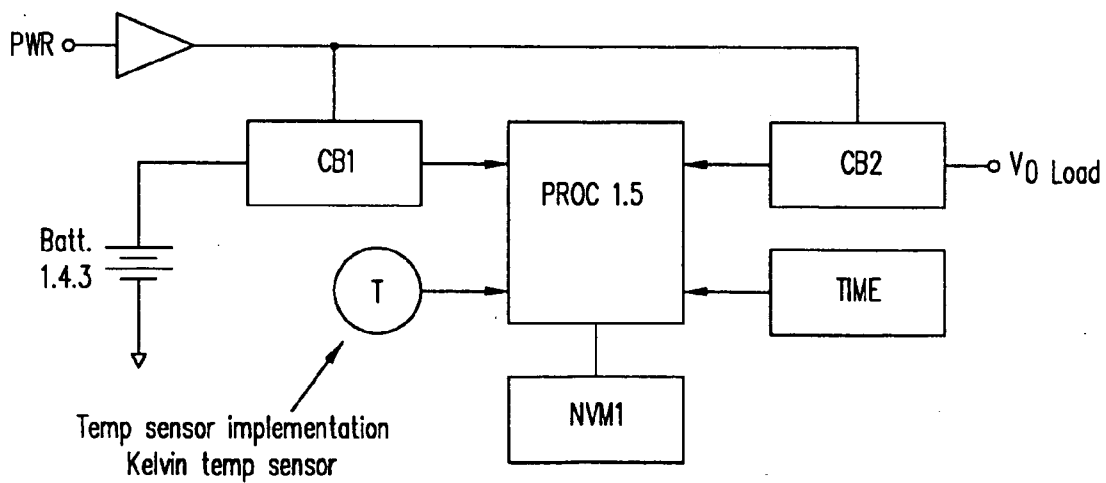 PWR
CB1
PROC 1.5
CB2
V0 Load
Batt.
1.4.3
T
TIME
NVM1
Temp sensor implementation
Kelvin temp sensor